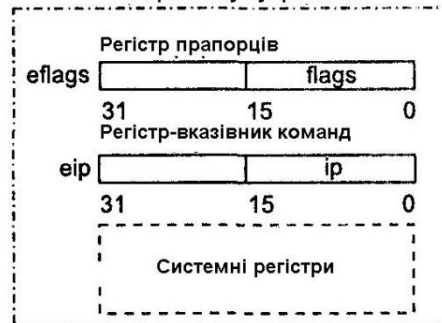 Регістр прапорців
eflags flags
31 15 0
Регістр-вказівник команд
eip ip
31 15 0
Системні регістри